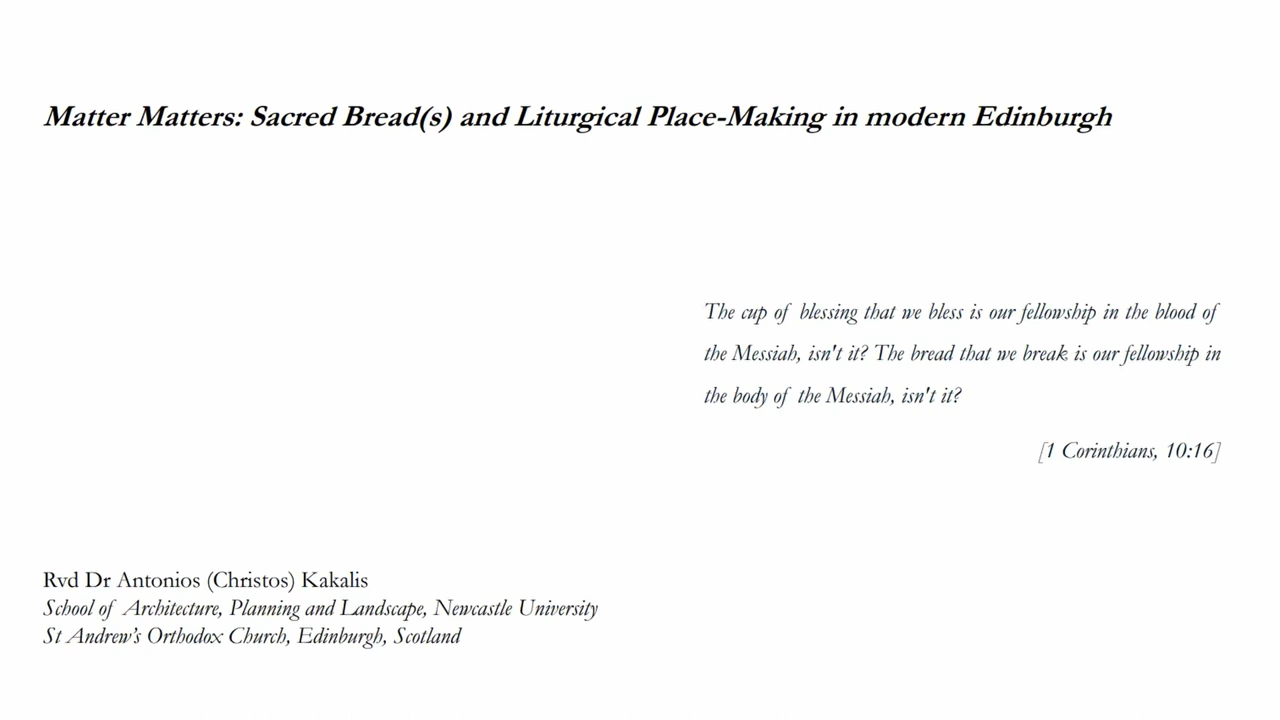 Matter Matters: Sacred Bread(s) and Liturgical Place-Making in modern Edinburgh
The cup of blessing that we bless is our fellowship in the blood of
the Messiah, isn't it? The bread that we break is our fellowship in
the body of the Messiah, isn't it?
[1 Corinthians, 10:16]
Rvd Dr Antonios (Christos) Kakalis
School of Architecture, Planning and Landscape, Newcastle University
St Andrew’s Orthodox Church, Edinburgh, Scotland